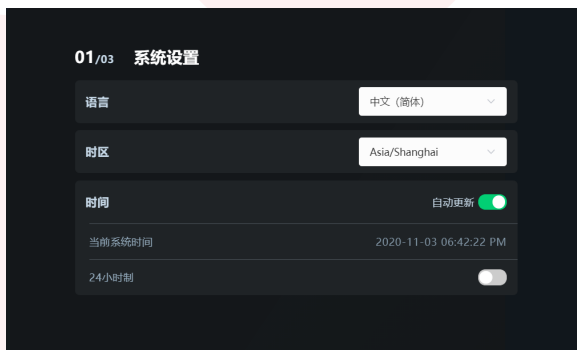 01/03 系统设置
语言 中文（简体）
时区 Asia/Shanghai
时间 自动更新
当前系统时间 2020-11-03 06:42:22 PM
24小时制